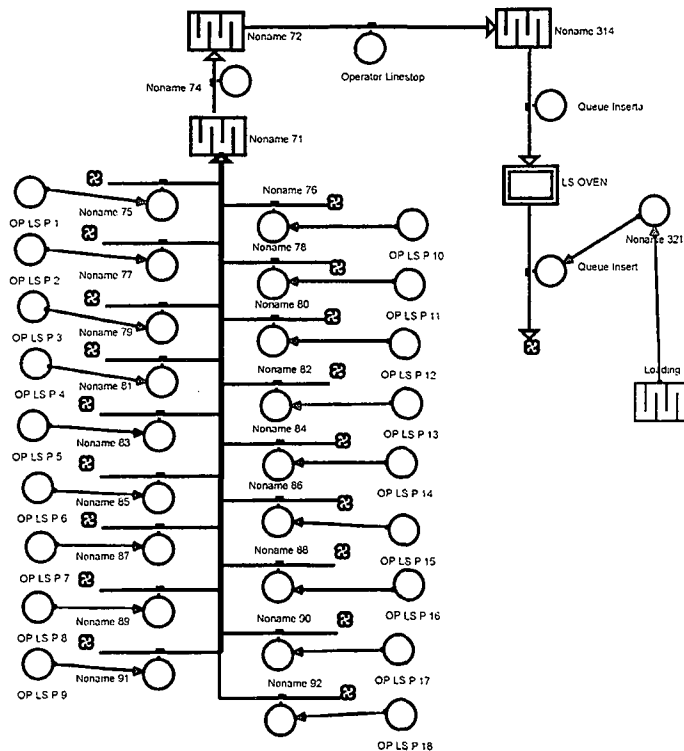 Noname 72
Noname 314
Operator Linestop
Noname 74
Queue Inserta
Noname 71
LS OVEN
Noname 76
Noname 75
OP LS P 1
Noname 78
OP LS P 10
Noname 321
Noname 77
OP LS P 2
Queue Insert
Noname 80
OP LS P 11
Noname 79
OP LS P 3
Noname 82
OP LS P 12
Loading
Noname 81
OP LS P 4
Noname 84
OP LS P 13
Noname 83
OP LS P 5
Noname 86
OP LS P 14
Noname 85
OP LS P 6
Noname 88
OP LS P 15
Noname 87
OP LS P 7
Noname 90
OP LS P 16
Noname 89
OP LS P 8
Noname 91
OP LS P 9
Noname 92
OP LS P 17
OP LS P 18